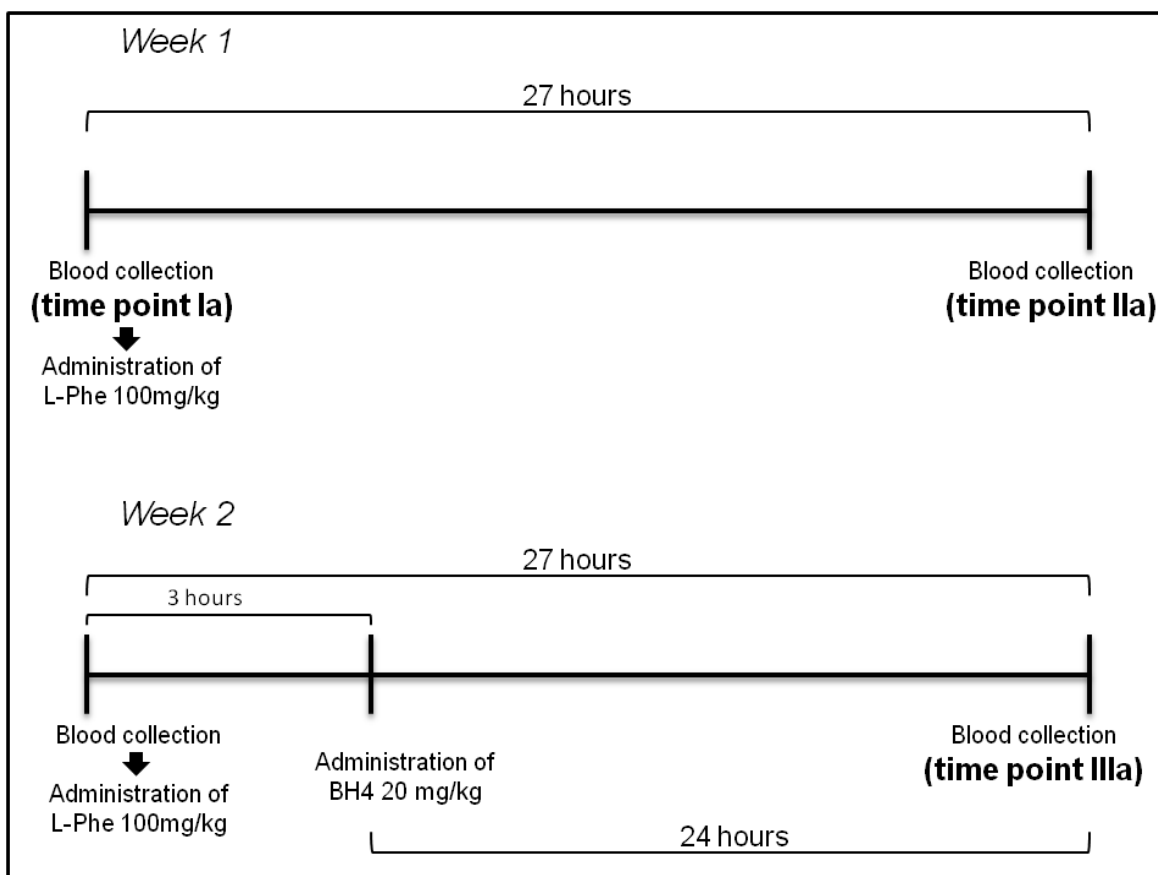 Week 1
27 hours
Blood collection
(time point Ia)
Administration of
L-Phe 100mg/kg
Blood collection
(time point IIa)
Week 2
27 hours
3 hours
Blood collection
Administration of
L-Phe 100mg/kg
Administration of
BH4 20 mg/kg
Blood collection
(time point IIIa)
24 hours